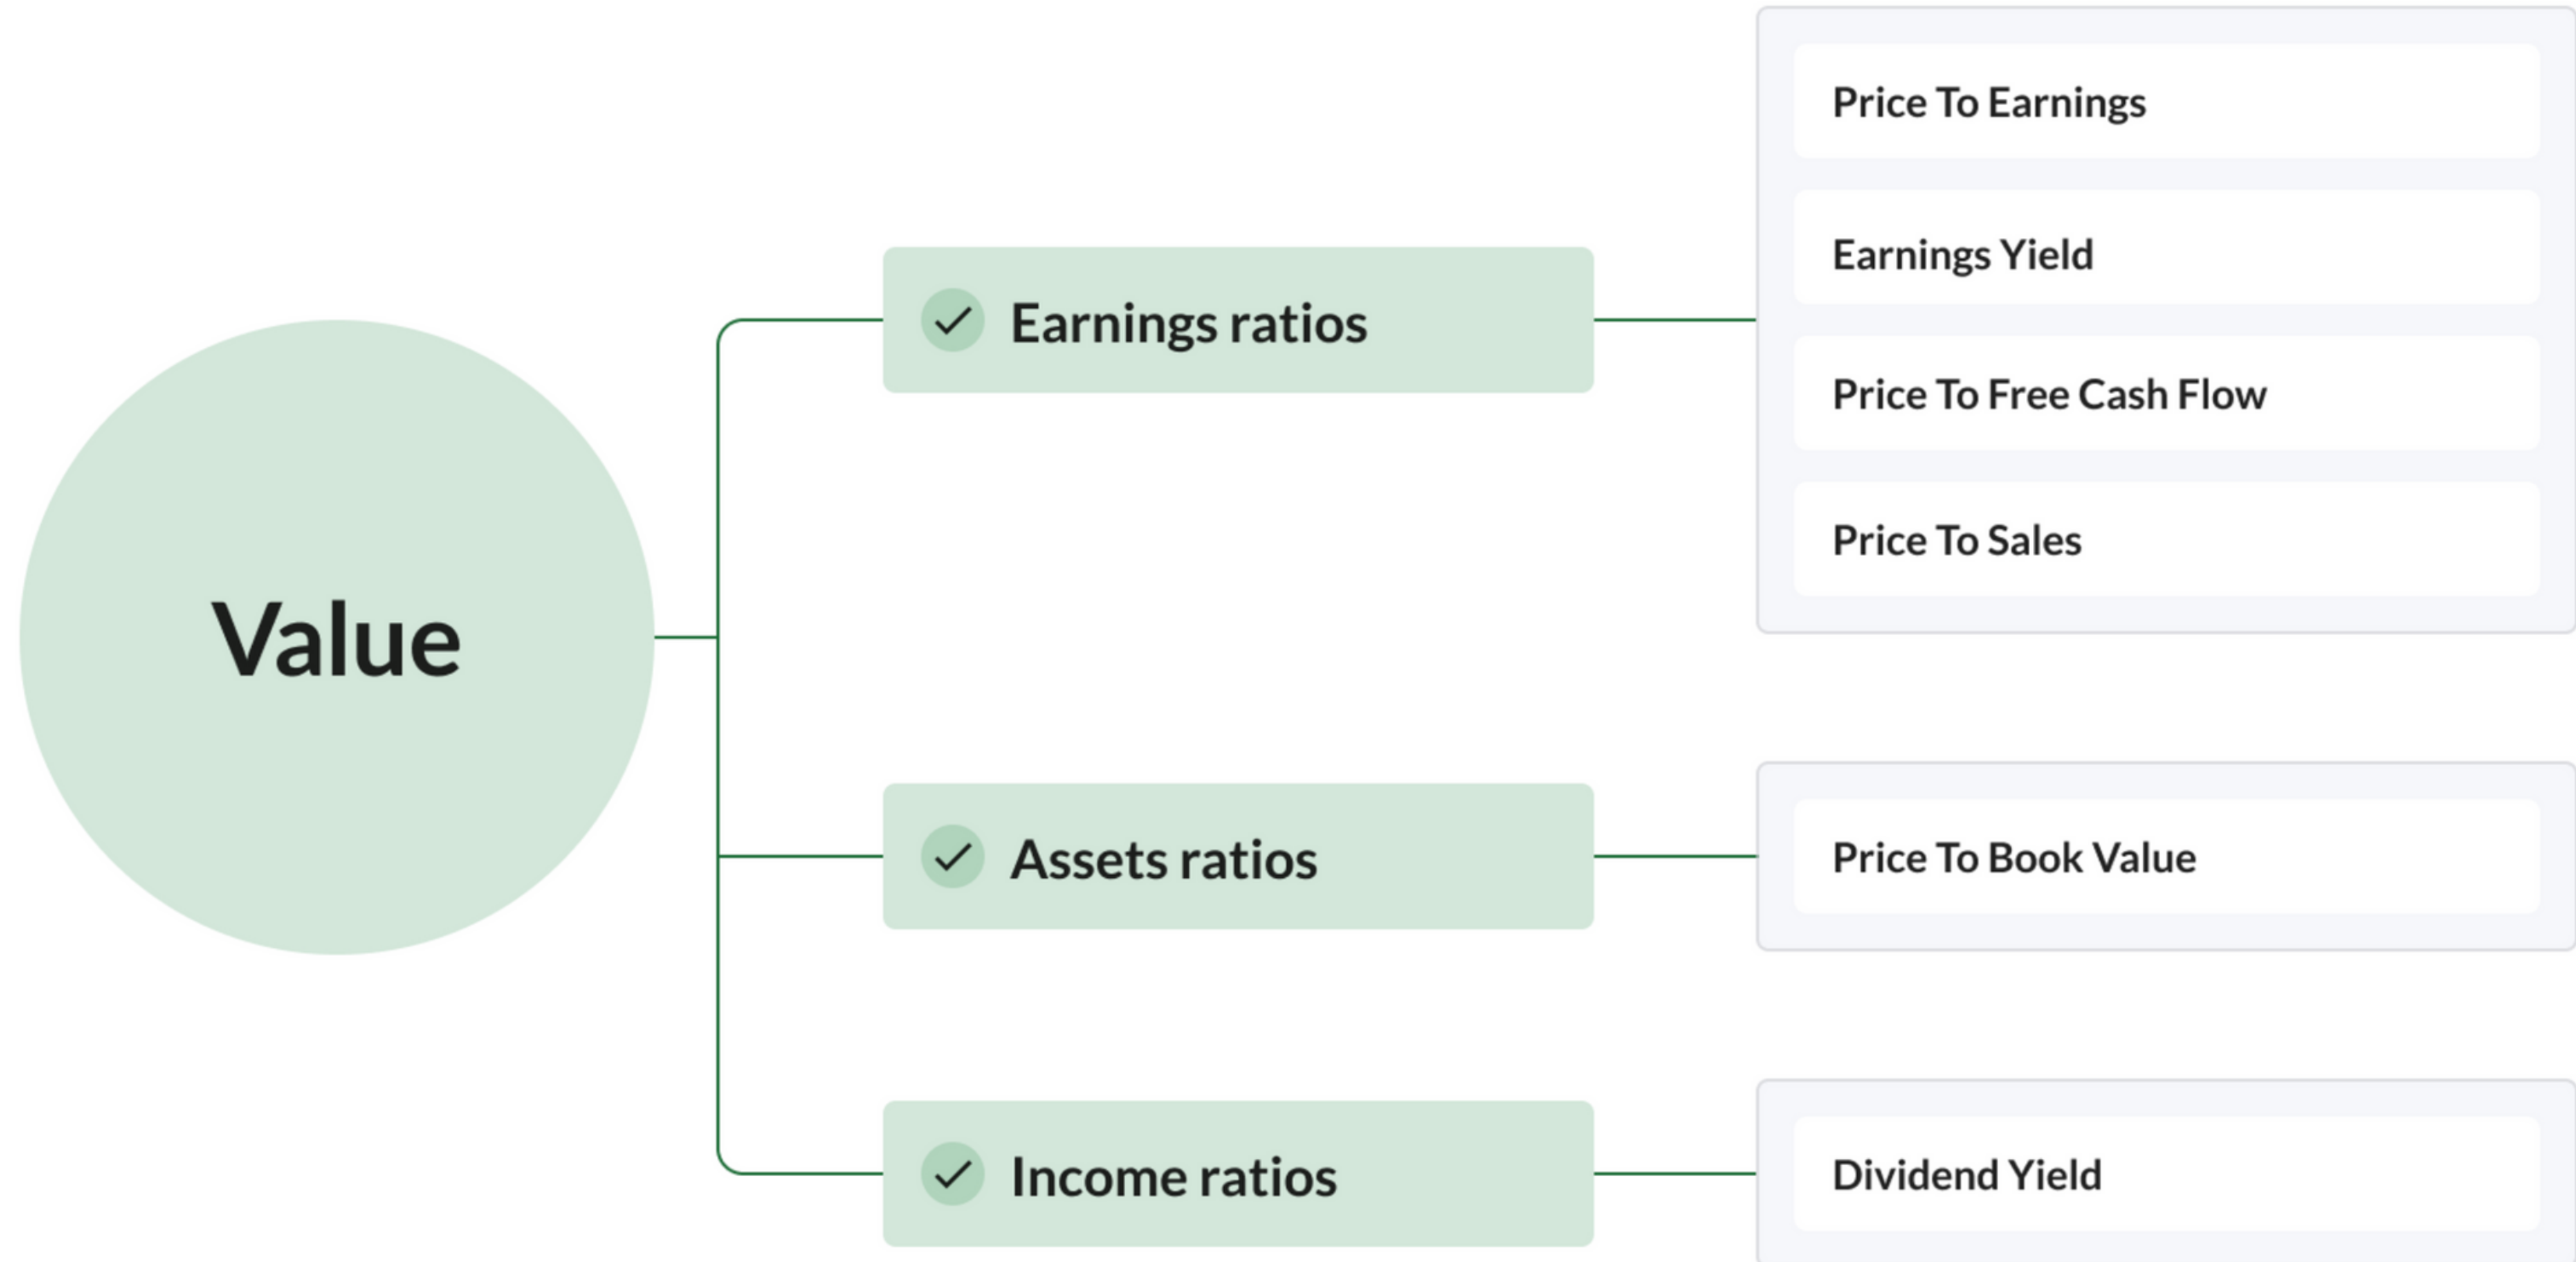 Value
Earnings ratios
Price To Earnings
Earnings Yield
Price To Free Cash Flow
Price To Sales
Assets ratios
Price To Book Value
Income ratios
Dividend Yield